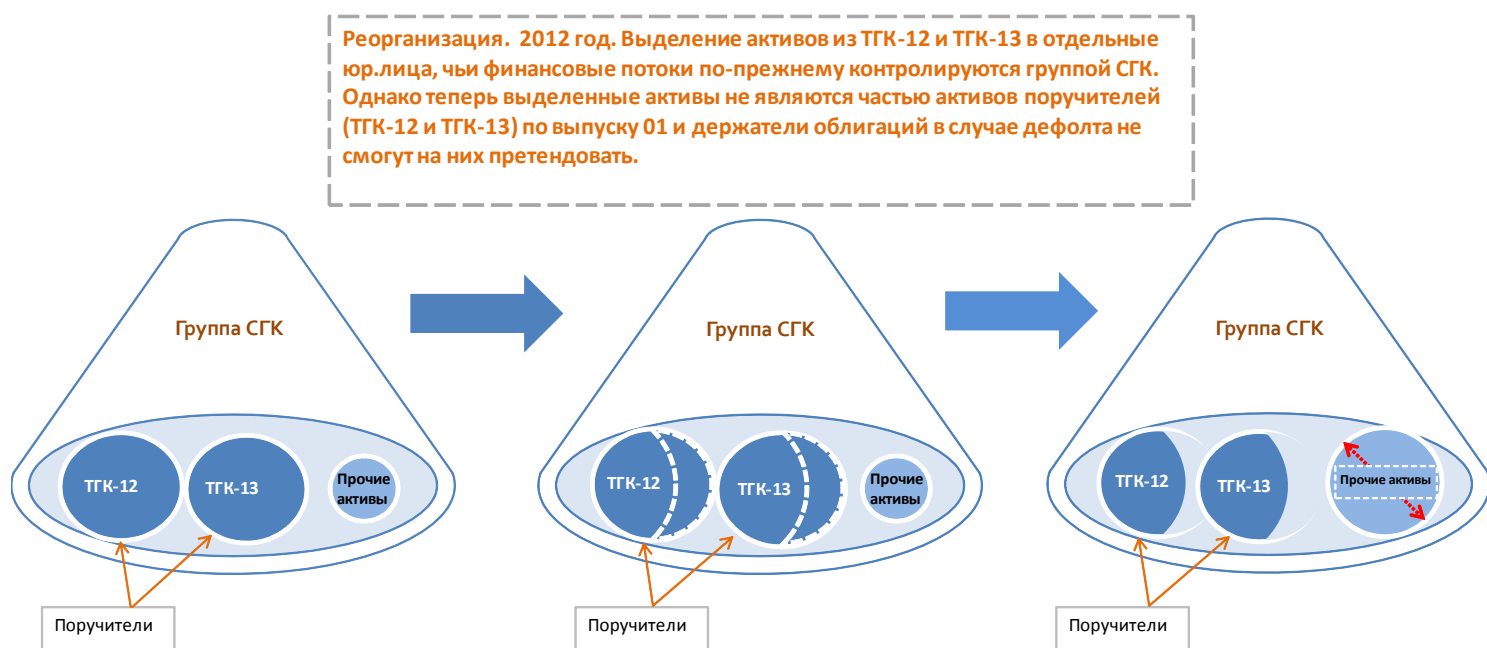 Реорганизация. 2012 год. Выделение активов из ТГК-12 и ТГК-13 в отдельные
юр.лица, чьи финансовые потоки по-прежнему контролируются группой СГК.
Однако теперь выделенные активы не являются частью активов поручителей
(ТГК-12 и ТГК-13) по выпуску 01 и держатели облигаций в случае дефолта не
смогут на них претендовать.
Группа СГК
ТГК-12
ТГК-13
Прочие
активы
Поручители
Группа СГК
ТГК-12
ТГК-13
Прочие
активы
Поручители
Группа СГК
ТГК-12
ТГК-13
Прочие активы
Поручители